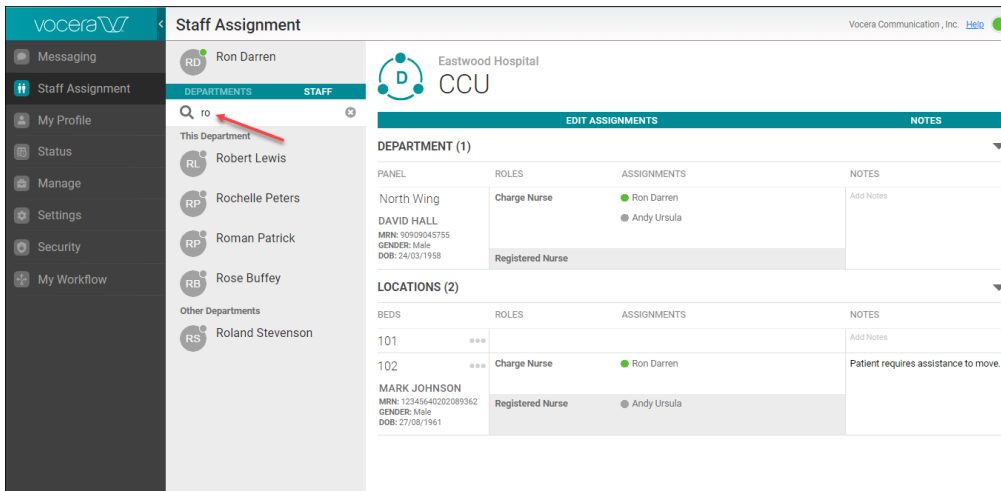 vocera
Staff Assignment
Vocera Communication , Inc. Help
Messaging
Staff Assignment
My Profile
Status
Manage
Settings
Security
My Workflow
RD Ron Darren
DEPARTMENTS STAFF
ro
This Department
RL Robert Lewis
RP Rochelle Peters
RP Roman Patrick
RB Rose Buffey
Other Departments
RS Roland Stevenson
D
Eastwood Hospital
CCU
EDIT ASSIGNMENTS NOTES
DEPARTMENT (1)
PANEL ROLES ASSIGNMENTS NOTES
North Wing Charge Nurse Ron Darren Add Notes
Andy Ursula
DAVID HALL
MRN: 90909045755
GENDER: Male
DOB: 24/03/1958
Registered Nurse
LOCATIONS (2)
BEDS ROLES ASSIGNMENTS NOTES
101 Add Notes
102 Charge Nurse Ron Darren Patient requires assistance to move.
MARK JOHNSON
MRN: 12345640202089362
GENDER: Male
DOB: 27/08/1961
Registered Nurse Andy Ursula